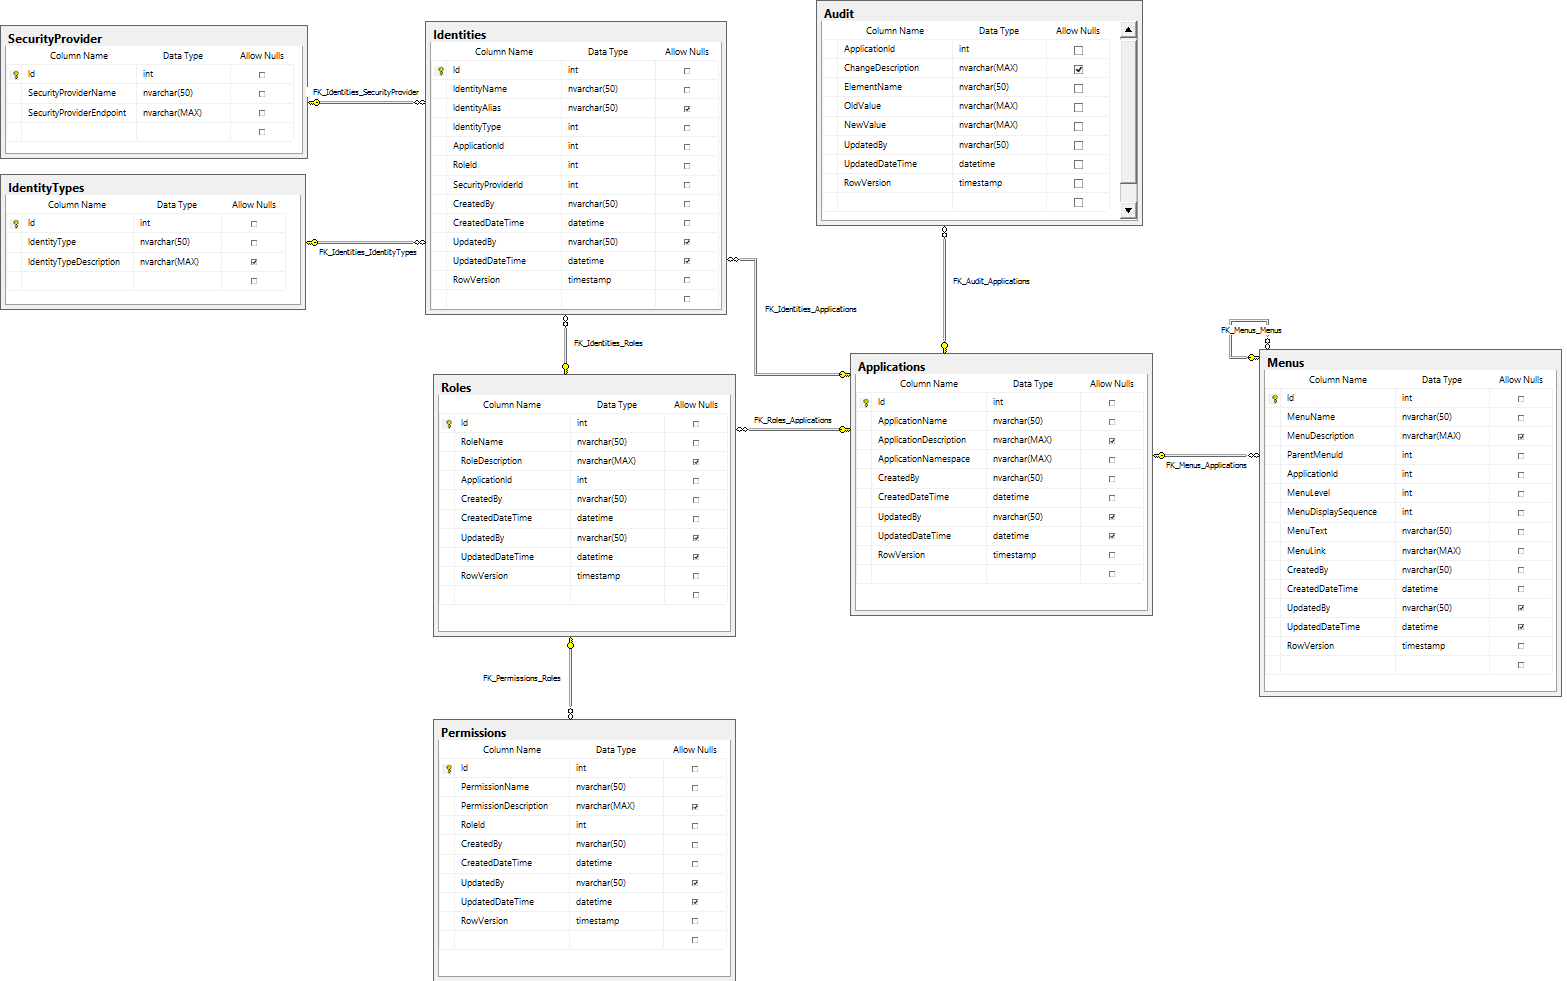 SecurityProvider
Column Name Data Type Allow Nulls
Id int
SecurityProviderName nvarchar(50)
SecurityProviderEndpoint nvarchar(MAX)
FK_Identities_SecurityProvider
IdentityTypes
Column Name Data Type Allow Nulls
Id int
IdentityType nvarchar(50)
IdentityTypeDescription nvarchar(MAX)
FK_Identities_IdentityTypes
Identities
Column Name Data Type Allow Nulls
Id int
IdentityName nvarchar(50)
IdentityAlias nvarchar(50)
IdentityType int
ApplicationId int
RoleId int
SecurityProviderId int
CreatedBy nvarchar(50)
CreatedDateTime datetime
UpdatedBy nvarchar(50)
UpdatedDateTime datetime
RowVersion timestamp
FK_Identities_Roles
FK_Identities_Applications
Audit
Column Name Data Type Allow Nulls
ApplicationId int
ChangeDescription nvarchar(MAX)
ElementName nvarchar(50)
OldValue nvarchar(MAX)
NewValue nvarchar(MAX)
UpdatedBy nvarchar(50)
UpdatedDateTime datetime
RowVersion timestamp
FK_Audit_Applications
Roles
Column Name Data Type Allow Nulls
Id int
RoleName nvarchar(50)
RoleDescription nvarchar(MAX)
ApplicationId int
CreatedBy nvarchar(50)
CreatedDateTime datetime
UpdatedBy nvarchar(50)
UpdatedDateTime datetime
RowVersion timestamp
FK_Roles_Applications
Applications
Column Name Data Type Allow Nulls
Id int
ApplicationName nvarchar(50)
ApplicationDescription nvarchar(MAX)
ApplicationNamespace nvarchar(MAX)
CreatedBy nvarchar(50)
CreatedDateTime datetime
UpdatedBy nvarchar(50)
UpdatedDateTime datetime
RowVersion timestamp
FK_Menus_Applications
FK_Menus_Menus
Menus
Column Name Data Type Allow Nulls
Id int
MenuName nvarchar(50)
MenuDescription nvarchar(MAX)
ParentMenuId int
ApplicationId int
MenuLevel int
MenuDisplaySequence int
MenuText nvarchar(50)
MenuLink nvarchar(MAX)
CreatedBy nvarchar(50)
CreatedDateTime datetime
UpdatedBy nvarchar(50)
UpdatedDateTime datetime
RowVersion timestamp
FK_Permissions_Roles
Permissions
Column Name Data Type Allow Nulls
Id int
PermissionName nvarchar(50)
PermissionDescription nvarchar(MAX)
RoleId int
CreatedBy nvarchar(50)
CreatedDateTime datetime
UpdatedBy nvarchar(50)
UpdatedDateTime datetime
RowVersion timestamp